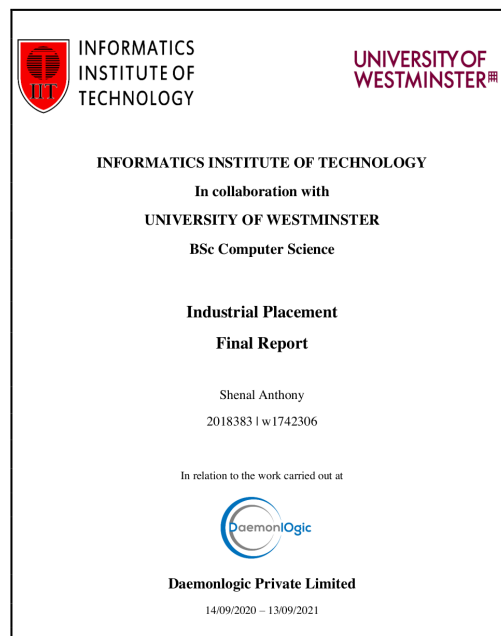 INFORMATICS
INSTITUTE OF
TECHNOLOGY
IIT
UNIVERSITY OF
WESTMINSTER
INFORMATICS INSTITUTE OF TECHNOLOGY
In collaboration with
UNIVERSITY OF WESTMINSTER
BSc Computer Science
Industrial Placement
Final Report
Shenal Anthony
2018383 | w1742306
In relation to the work carried out at
DaemonlOgic
Daemonlogic Private Limited
14/09/2020 – 13/09/2021